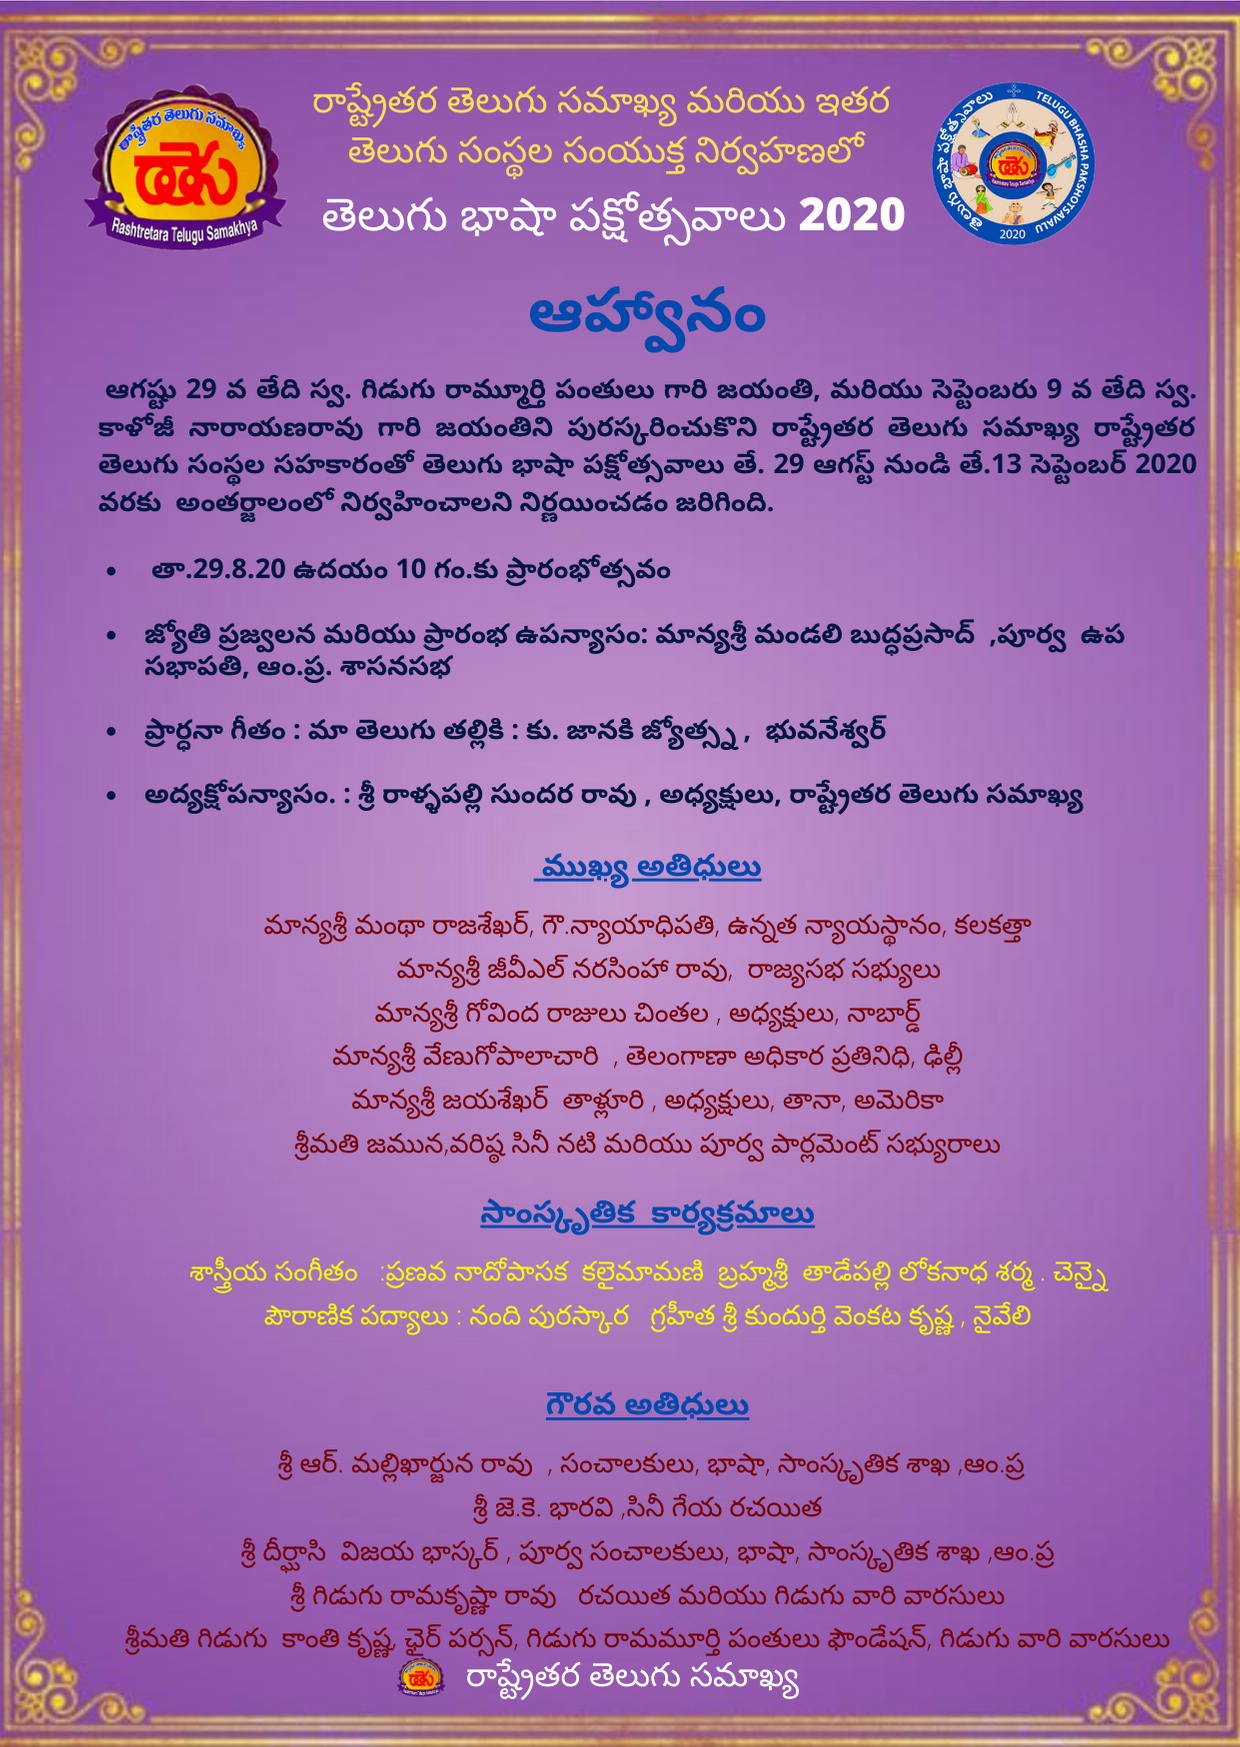 రాష్ట్రేతర తెలుగు సమాఖ్య మరియు ఇతర
తెలుగు సంస్థల సంయుక్త నిర్వహణలో
తెలుగు భాషా పక్షోత్సవాలు 2020
రాష్ట్రేతర తెలుగు సమాఖ్య
రాతెస
Rashtretara Telugu Samakhya
తెలుగు భాషా పక్షోత్సవాలు
TELUGU BHASHA PAKSHOTSAVALU
2020
ఆహ్వానం
ఆగష్టు 29 వ తేది స్వ. గిడుగు రామ్మూర్తి పంతులు గారి జయంతి, మరియు సెప్టెంబరు 9 వ తేది స్వ.
కాళోజీ నారాయణరావు గారి జయంతిని పురస్కరించుకొని రాష్ట్రేతర తెలుగు సమాఖ్య రాష్ట్రేతర
తెలుగు సంస్థల సహకారంతో తెలుగు భాషా పక్షోత్సవాలు తే. 29 ఆగస్ట్ నుండి తే.13 సెప్టెంబర్ 2020
వరకు అంతర్జాలంలో నిర్వహించాలని నిర్ణయించడం జరిగింది.
• తా.29.8.20 ఉదయం 10 గం.కు ప్రారంభోత్సవం
• జ్యోతి ప్రజ్వలన మరియు ప్రారంభ ఉపన్యాసం: మాన్యశ్రీ మండలి బుద్ధప్రసాద్ ,పూర్వ ఉప
సభాపతి, ఆం.ప్ర. శాసనసభ
• ప్రార్ధనా గీతం : మా తెలుగు తల్లికి : కు. జానకి జ్యోత్స్న , భువనేశ్వర్
• అద్యక్షోపన్యాసం. : శ్రీ రాళ్ళపల్లి సుందర రావు , అధ్యక్షులు, రాష్ట్రేతర తెలుగు సమాఖ్య
ముఖ్య అతిధులు
మాన్యశ్రీ మంథా రాజశేఖర్, గౌ.న్యాయాధిపతి, ఉన్నత న్యాయస్థానం, కలకత్తా
మాన్యశ్రీ జీవీఎల్ నరసింహా రావు, రాజ్యసభ సభ్యులు
మాన్యశ్రీ గోవింద రాజులు చింతల , అధ్యక్షులు, నాబార్డ్
మాన్యశ్రీ వేణుగోపాలాచారి , తెలంగాణా అధికార ప్రతినిధి, ఢిల్లీ
మాన్యశ్రీ జయశేఖర్ తాళ్లూరి , అధ్యక్షులు, తానా, అమెరికా
శ్రీమతి జమున,వరిష్ఠ సినీ నటి మరియు పూర్వ పార్లమెంట్ సభ్యురాలు
సాంస్కృతిక కార్యక్రమాలు
శాస్త్రీయ సంగీతం :ప్రణవ నాదోపాసక కలైమామణి బ్రహ్మశ్రీ తాడేపల్లి లోకనాధ శర్మ . చెన్నై
పౌరాణిక పద్యాలు : నంది పురస్కార గ్రహీత శ్రీ కుందుర్తి వెంకట కృష్ణ , నైవేలి
గౌరవ అతిధులు
శ్రీ ఆర్. మల్లిఖార్జున రావు , సంచాలకులు, భాషా, సాంస్కృతిక శాఖ ,ఆం.ప్ర
శ్రీ జె.కె. భారవి ,సినీ గేయ రచయిత
శ్రీ దీర్ఘాసి విజయ భాస్కర్ , పూర్వ సంచాలకులు, భాషా, సాంస్కృతిక శాఖ ,ఆం.ప్ర
శ్రీ గిడుగు రామకృష్ణా రావు రచయిత మరియు గిడుగు వారి వారసులు
శ్రీమతి గిడుగు కాంతి కృష్ణ, ఛైర్ పర్సన్, గిడుగు రామమూర్తి పంతులు ఫౌండేషన్, గిడుగు వారి వారసులు
రాష్ట్రేతర తెలుగు సమాఖ్య